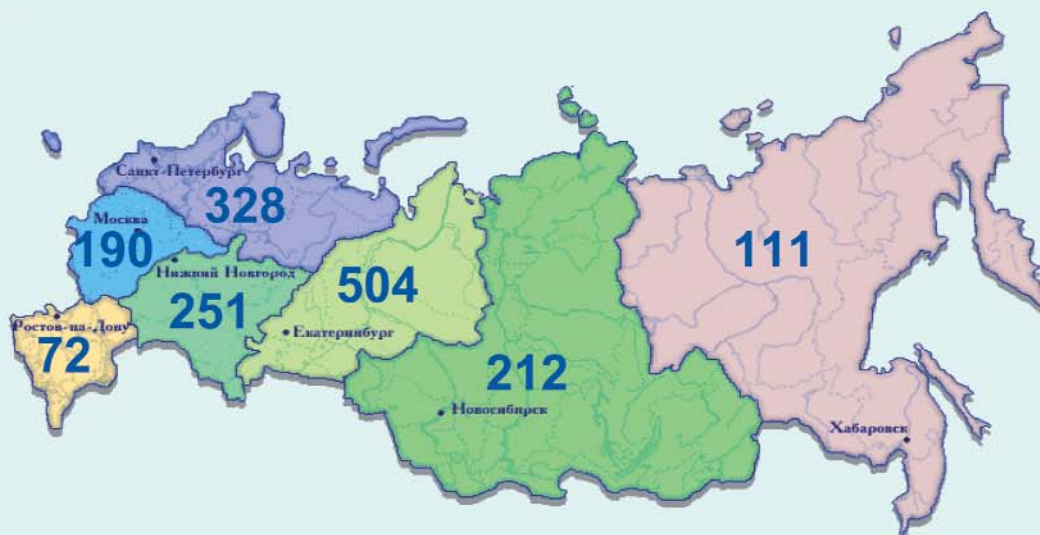 Санкт-Петербург
328
Москва
190
Нижний Новгород
251
504
Екатеринбург
Ростов-на-Дону
72
212
Новосибирск
111
Хабаровск